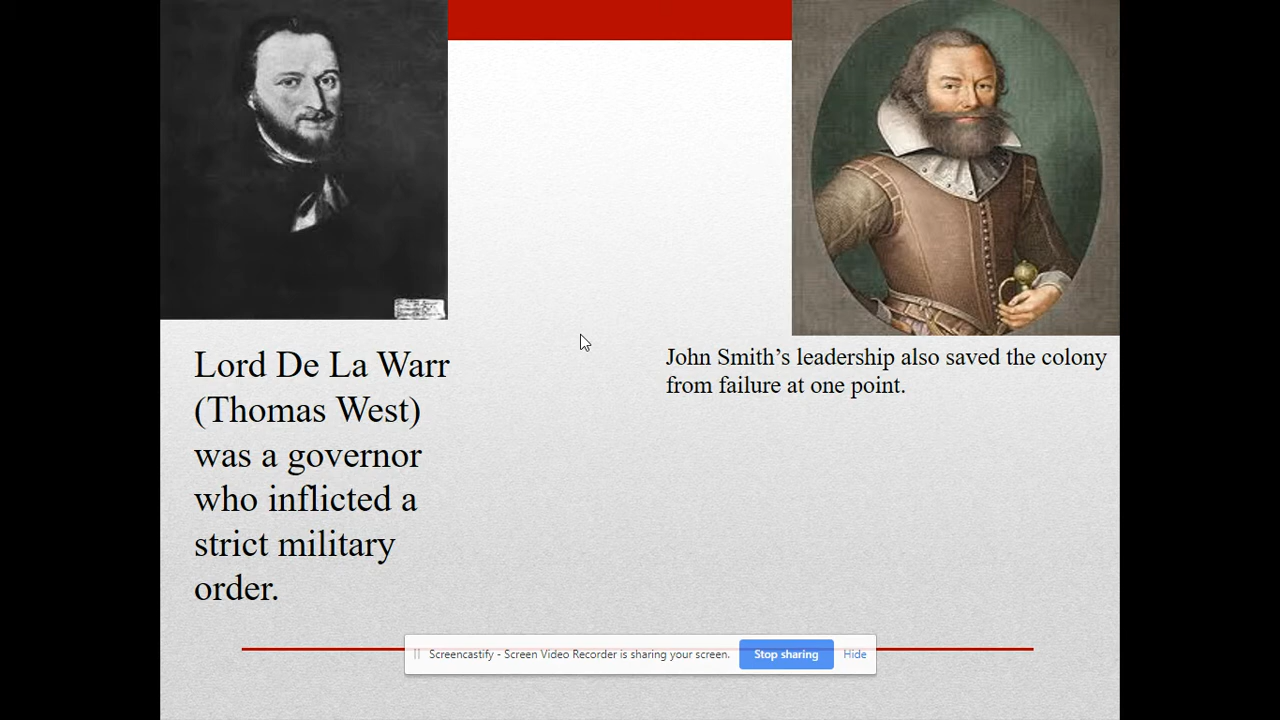 Lord De La Warr
(Thomas West)
was a governor
who inflicted a
strict military
order.
John Smith’s leadership also saved the colony
from failure at one point.
Screencastify - Screen Video Recorder is sharing your screen.
Stop sharing
Hide